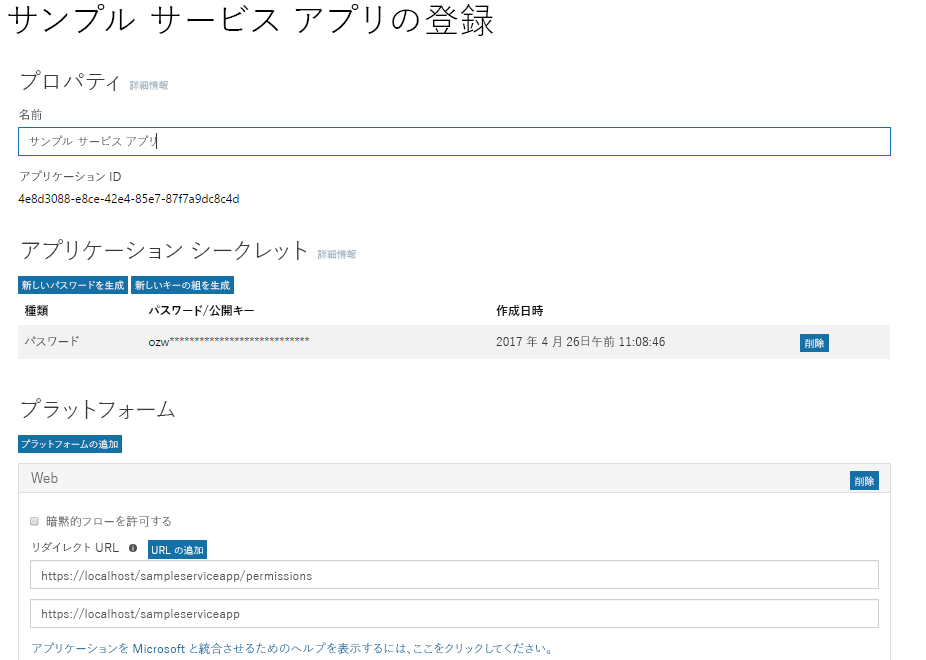 サンプル サービス アプリの登録
プロパティ 詳細情報
名前
サンプル サービス アプリ
アプリケーション ID
4e8d3088-e8ce-42e4-85e7-87f7a9dc8c4d
アプリケーション シークレット 詳細情報
新しいパスワードを生成 新しいキーの組を生成
種類 パスワード/公開キー 作成日時
パスワード ozw**************************** 2017 年 4 月 26日午前 11:08:46 削除
プラットフォーム
プラットフォームの追加
Web 削除
暗黙的フローを許可する
リダイレクト URL URL の追加
https://localhost/sampleserviceapp/permissions
https://localhost/sampleserviceapp
アプリケーションを Microsoft と統合させるためのヘルプを表示するには、ここをクリックしてください。